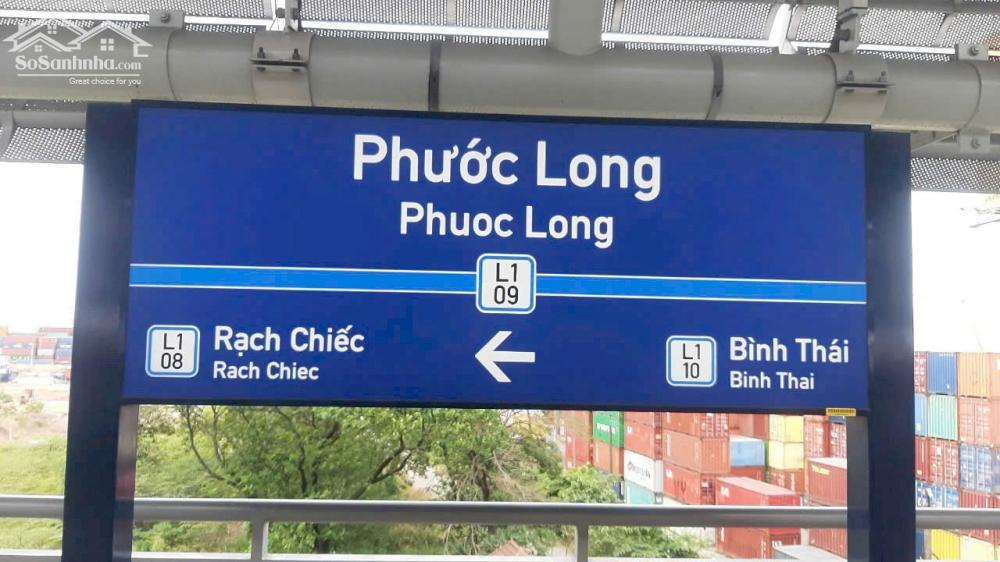 SoSanhnha.com
Great choice for you
Phước Long
Phuoc Long
L1
09
L1
08
Rạch Chiếc
Rach Chiec
L1
10
Bình Thái
Binh Thai